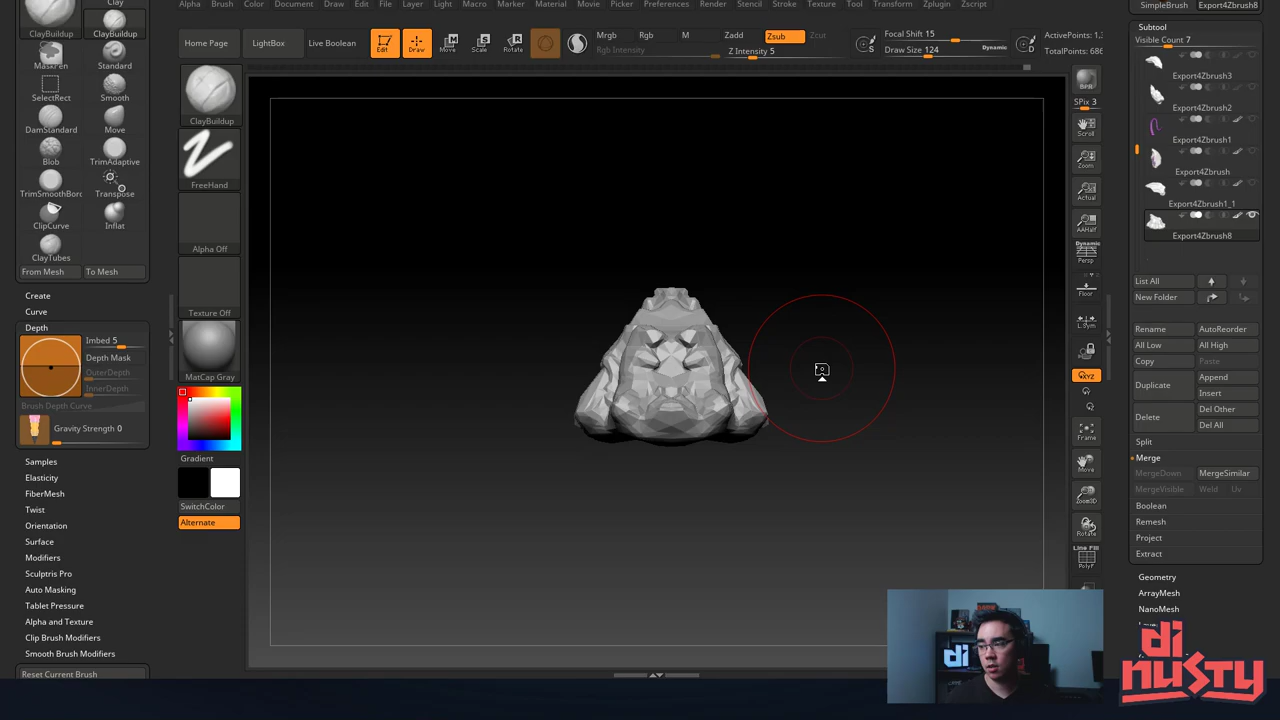 Alpha Brush Color Document Draw Edit File Layer Light Macro Marker Material Movie Picker Preferences Render Stencil Stroke Texture Tool Transform Zplugin Zscript
Clay
ClayBuildup
ClayBuildup
MaskPen
Standard
SelectRect
Smooth
DamStandard
Move
Blob
TrimAdaptive
TrimSmoothBorc
Transpose
ClipCurve
Inflat
ClayTubes
From Mesh
To Mesh
Create
Curve
Depth
Imbed 5
Depth Mask
OuterDepth
InnerDepth
Brush Depth Curve
Gravity Strength 0
Samples
Elasticity
FiberMesh
Twist
Orientation
Surface
Modifiers
Sculptris Pro
Auto Masking
Tablet Pressure
Alpha and Texture
Clip Brush Modifiers
Smooth Brush Modifiers
Reset Current Brush
Home Page
LightBox
Live Boolean
Edit
Draw
Move
Scale
Rotate
Mrgb
Rgb
M
Zadd
Zsub
Zcut
Rgb Intensity
Z Intensity 5
Focal Shift 15
Draw Size 124
Dynamic
ActivePoints: 1,
TotalPoints: 686
S
D
ClayBuildup
FreeHand
Alpha Off
Texture Off
MatCap Gray
Gradient
SwitchColor
Alternate
BPR
SPix 3
Scroll
Zoom
Actual
AAHalf
Dynamic
Persp
Floor
L.Sym
XYZ
Frame
Move
Zoom3D
Rotate
Line Fill
PolyF
SimpleBrush
Export4Zbrush8
Subtool
Visible Count 7
Export4Zbrush3
Export4Zbrush2
Export4Zbrush1
Export4Zbrush
Export4Zbrush1_1
Export4Zbrush8
List All
New Folder
Rename
AutoReorder
All Low
All High
Copy
Paste
Duplicate
Append
Insert
Delete
Del Other
Del All
Split
Merge
MergeDown
MergeSimilar
MergeVisible
Weld
Uv
Boolean
Remesh
Project
Extract
Geometry
ArrayMesh
NanoMesh
di
di
NUSTY